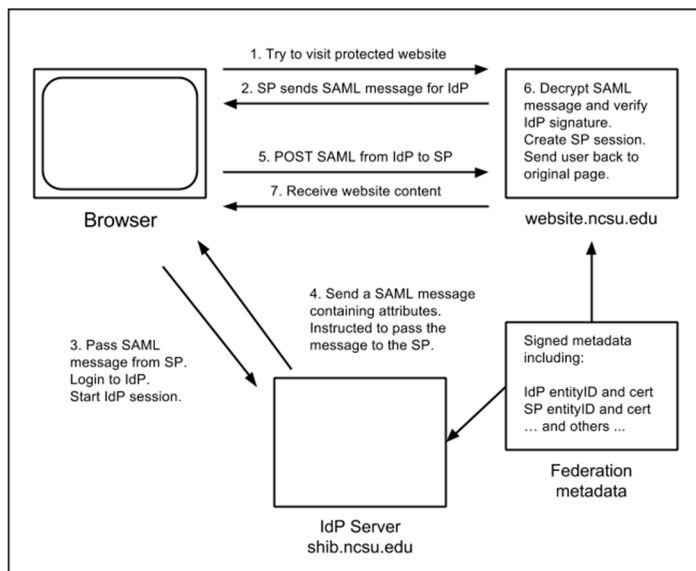 1. Try to visit protected website
2. SP sends SAML message for IdP
5. POST SAML from IdP to SP
7. Receive website content
Browser
6. Decrypt SAML
message and verify
IdP signature.
Create SP session.
Send user back to
original page.
website.ncsu.edu
3. Pass SAML
message from SP.
Login to IdP.
Start IdP session.
4. Send a SAML message
containing attributes.
Instructed to pass the
message to the SP.
Signed metadata
including:
IdP entityID and cert
SP entityID and cert
... and others ...
Federation
metadata
IdP Server
shib.ncsu.edu